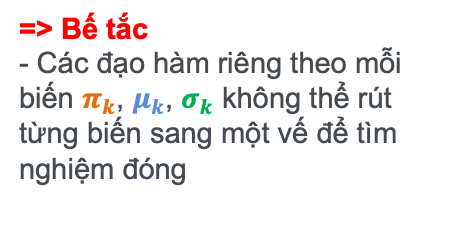 => Bế tắc
- Các đạo hàm riêng theo mỗi
biến πₖ, μₖ, σₖ không thể rút
từng biến sang một vế để tìm
nghiệm đóng